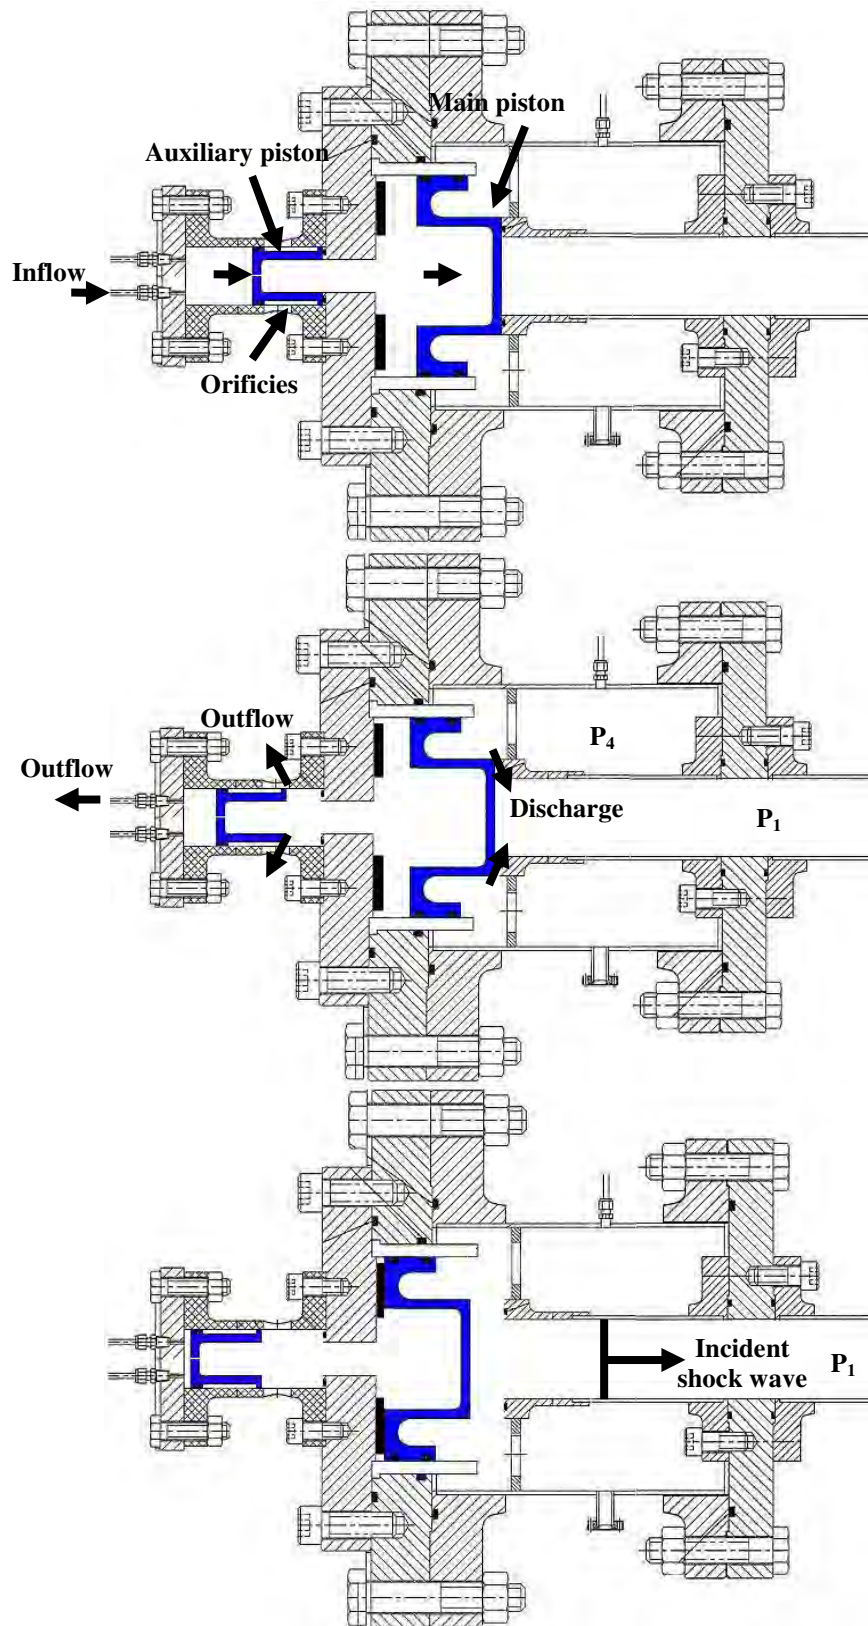 Main piston
Auxiliary piston
Inflow
Orificies
Outflow
P4
Outflow
Discharge
P1
Incident
shock wave
P1